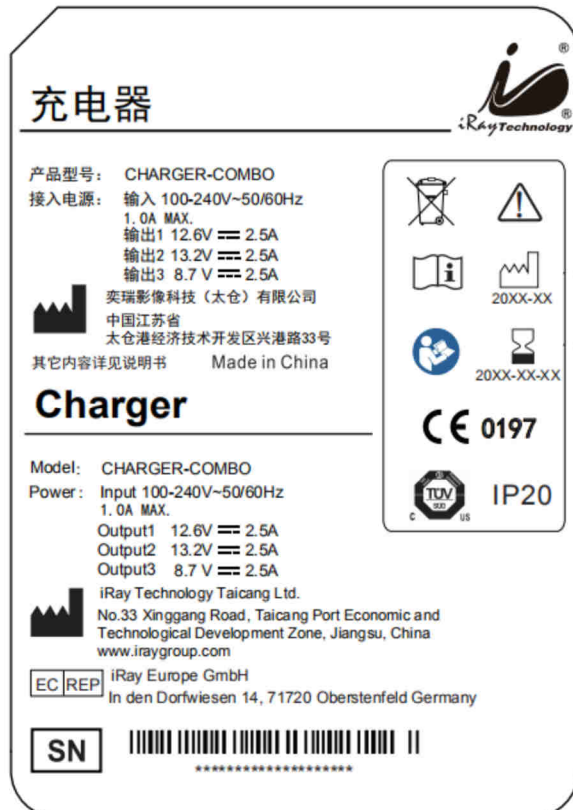 充电器
iRay Technology
®
®
产品型号: CHARGER-COMBO
接入电源: 输入 100-240V~50/60Hz
1.0A MAX.
输出1 12.6V ⎓ 2.5A
输出2 13.2V ⎓ 2.5A
输出3 8.7 V ⎓ 2.5A
奕瑞影像科技（太仓）有限公司
中国江苏省
太仓港经济技术开发区兴港路33号
其它内容详见说明书 Made in China
i
20XX-XX
20XX-XX-XX
CE 0197
TÜV
SÜD
C US
IP20
Charger
Model: CHARGER-COMBO
Power: Input 100-240V~50/60Hz
1.0A MAX.
Output1 12.6V ⎓ 2.5A
Output2 13.2V ⎓ 2.5A
Output3 8.7 V ⎓ 2.5A
iRay Technology Taicang Ltd.
No.33 Xinggang Road, Taicang Port Economic and
Technological Development Zone, Jiangsu, China
www.iraygroup.com
EC REP
iRay Europe GmbH
In den Dorfwiesen 14, 71720 Oberstenfeld Germany
SN
********************